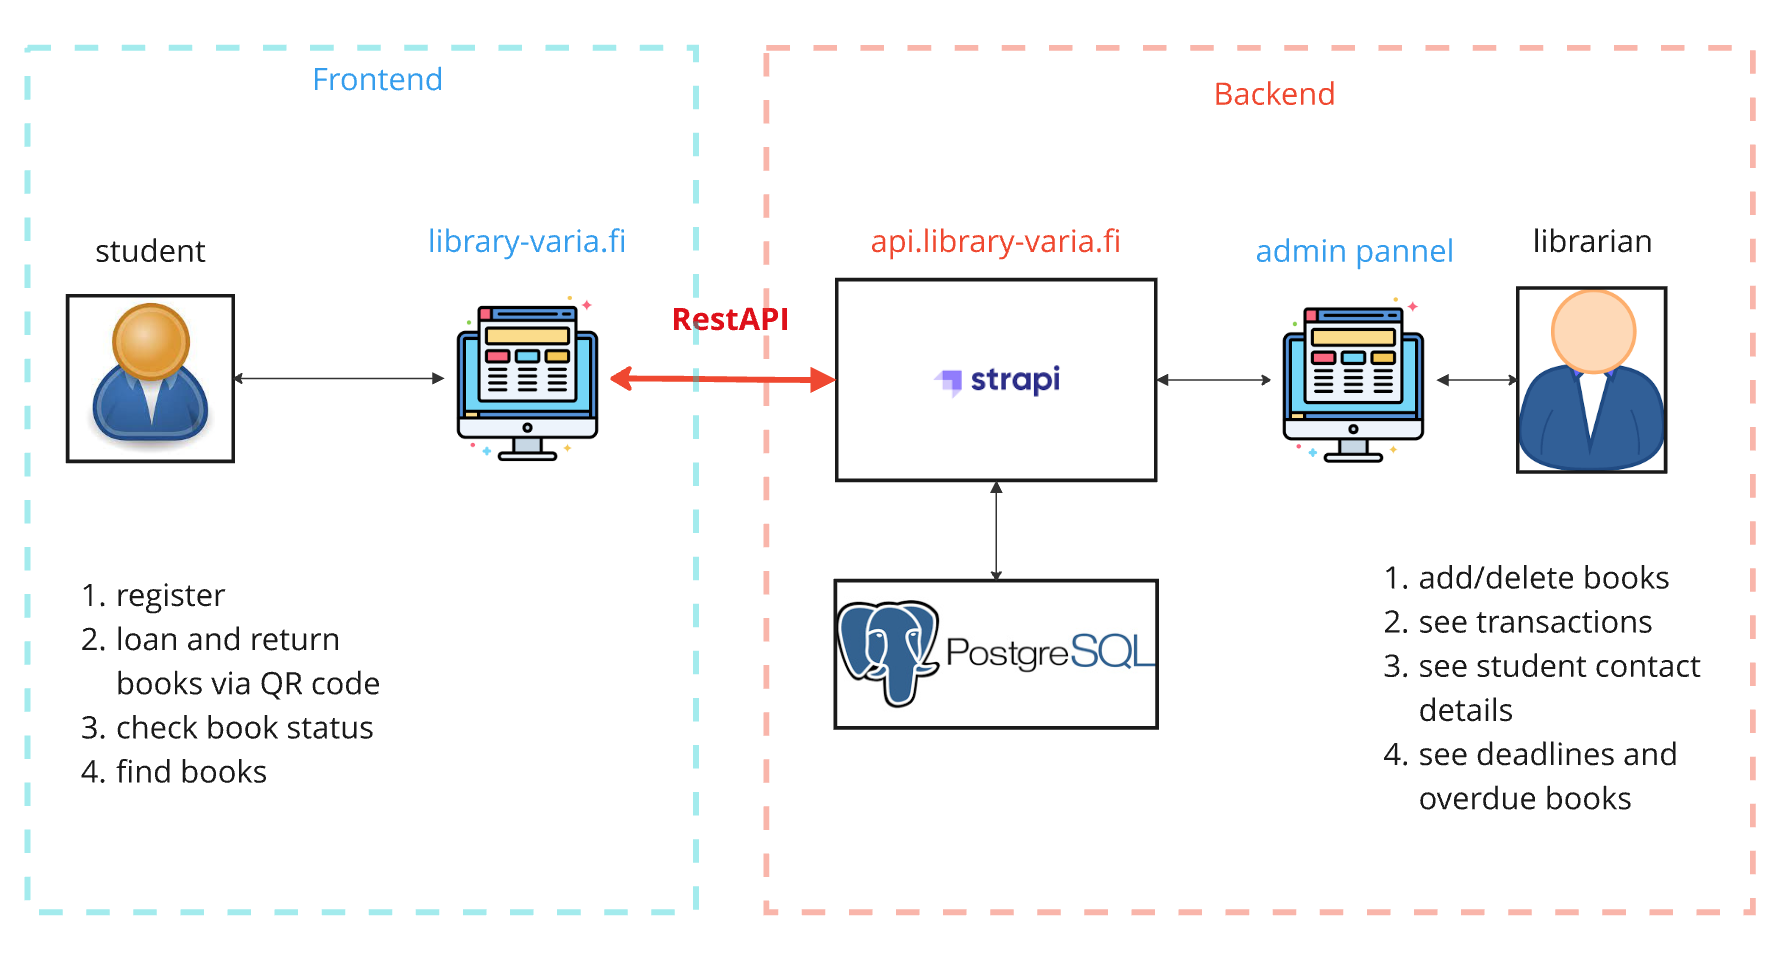 Frontend
Backend
student
library-varia.fi
RestAPI
api.library-varia.fi
admin pannel
librarian
strapi
PostgreSQL
1. register
2. loan and return
books via QR code
3. check book status
4. find books
1. add/delete books
2. see transactions
3. see student contact
details
4. see deadlines and
overdue books